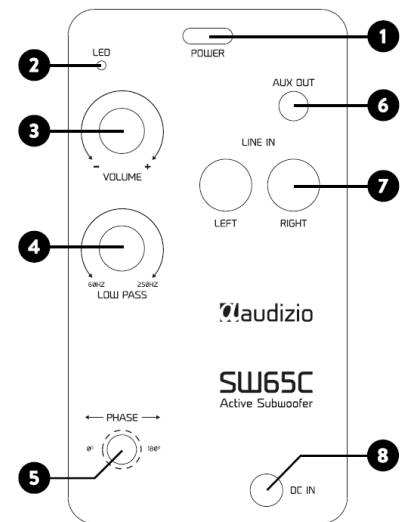 1
LED
POWER
2
AUX OUT
6
3
LINE IN
- +
VOLUME
7
LEFT RIGHT
4
60HZ 250HZ
LOW PASS
audizio
SW65C
Active Subwoofer
← PHASE →
0° 180°
5
8
DC IN